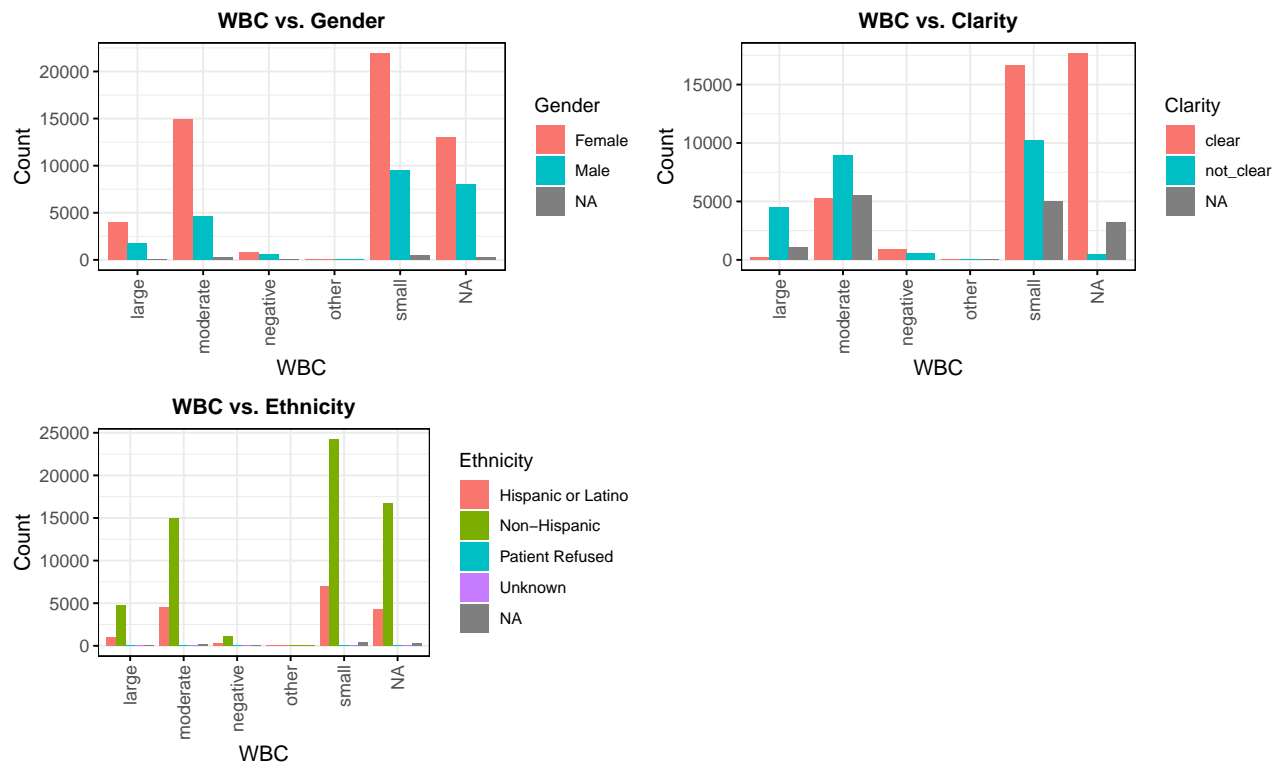 WBC vs. Gender
20000
15000
10000
5000
0
Count
large
moderate
negative
other
small
NA
WBC
Gender
Female
Male
NA
WBC vs. Clarity
15000
10000
5000
0
Count
large
moderate
negative
other
small
NA
WBC
Clarity
clear
not_clear
NA
WBC vs. Ethnicity
25000
20000
15000
10000
5000
0
Count
large
moderate
negative
other
small
NA
WBC
Ethnicity
Hispanic or Latino
Non−Hispanic
Patient Refused
Unknown
NA